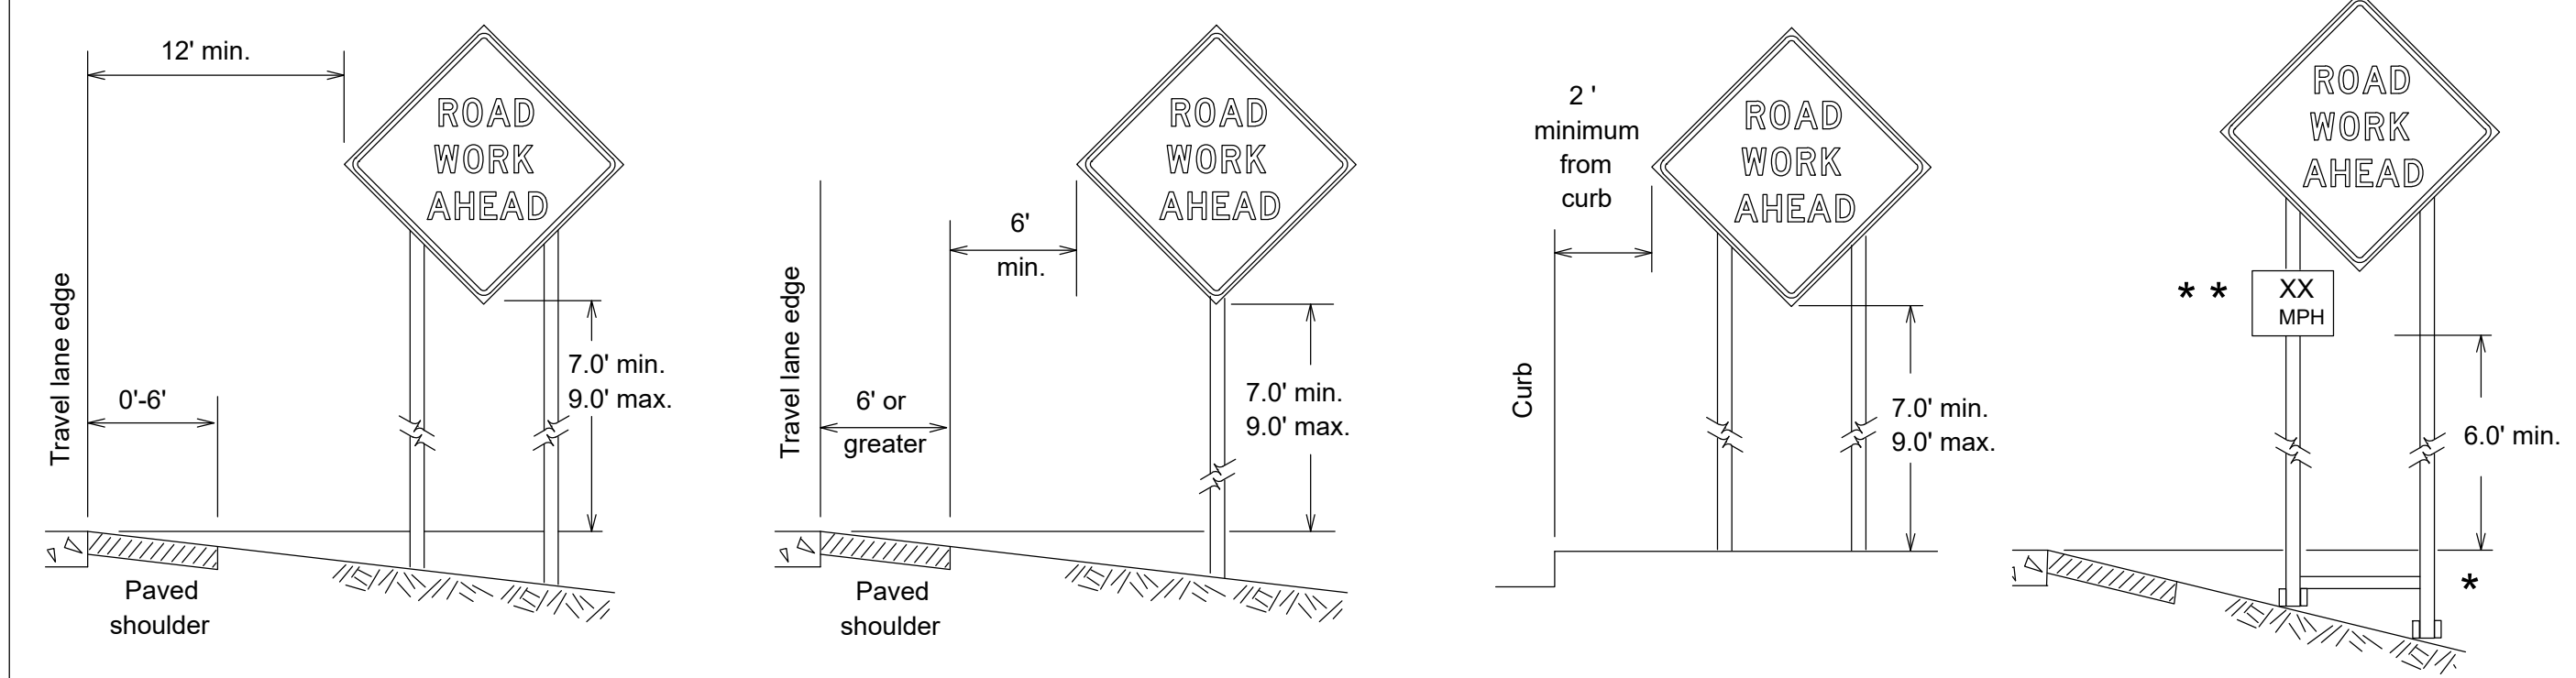 12' min.
ROAD
WORK
AHEAD
Travel lane edge
0'-6'
7.0' min.
9.0' max.
Paved
shoulder
ROAD
WORK
AHEAD
Travel lane edge
6'
min.
6' or
greater
7.0' min.
9.0' max.
Paved
shoulder
2 '
minimum
from
curb
ROAD
WORK
AHEAD
Curb
7.0' min.
9.0' max.
ROAD
WORK
AHEAD
* *
XX
MPH
6.0' min.
*